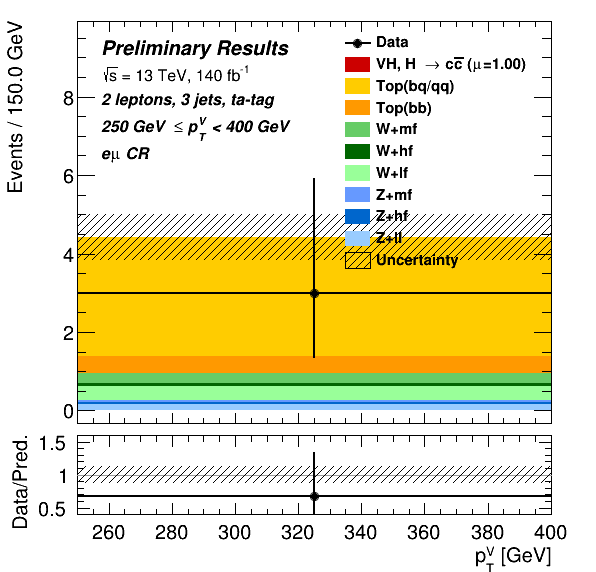 Events / 150.0 GeV
Preliminary Results
√s = 13 TeV, 140 fb⁻¹
2 leptons, 3 jets, ta-tag
250 GeV ≤ p_T^V < 400 GeV
eμ CR
Data
VH, H → cc̅ (μ=1.00)
Top(bq/qq)
Top(bb)
W+mf
W+hf
W+lf
Z+mf
Z+hf
Z+lf
Uncertainty
8
6
4
2
0
Data/Pred.
1.5
1
0.5
260 280 300 320 340 360 380 400
p_T^V [GeV]